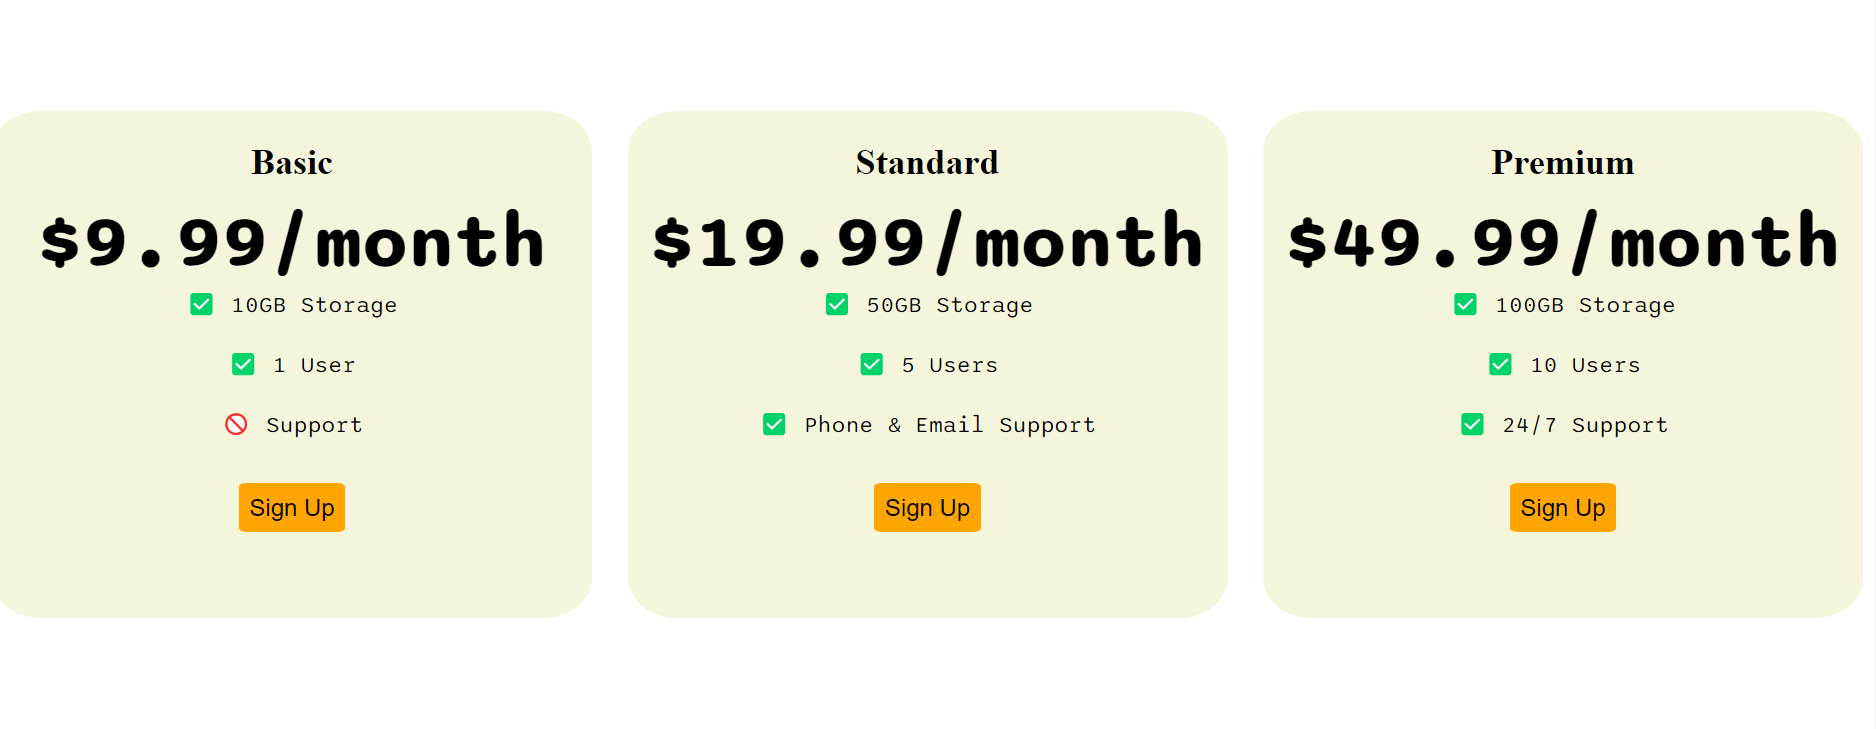 Basic
$9.99/month
10GB Storage
1 User
Support
Sign Up
Standard
$19.99/month
50GB Storage
5 Users
Phone & Email Support
Sign Up
Premium
$49.99/month
100GB Storage
10 Users
24/7 Support
Sign Up